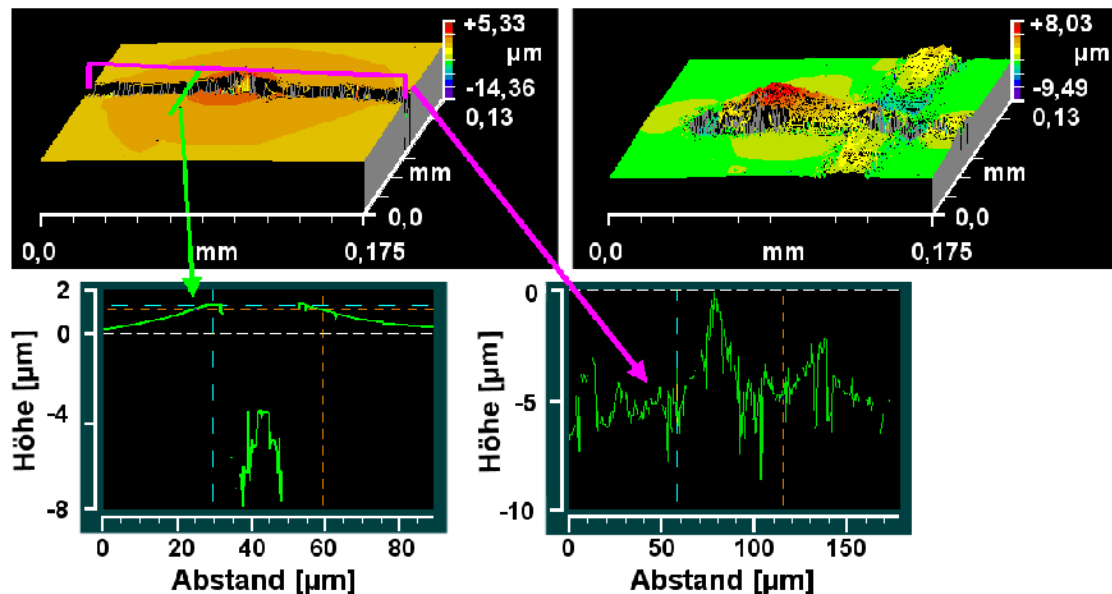 +5,33
µm
-14,36
0,13
mm
0,0
0,0 mm 0,175
+8,03
µm
-9,49
0,13
mm
0,0
0,0 mm 0,175
Höhe [µm]
2
0
-4
-8
0 20 40 60 80
Abstand [µm]
Höhe [µm]
0
-5
-10
0 50 100 150
Abstand [µm]